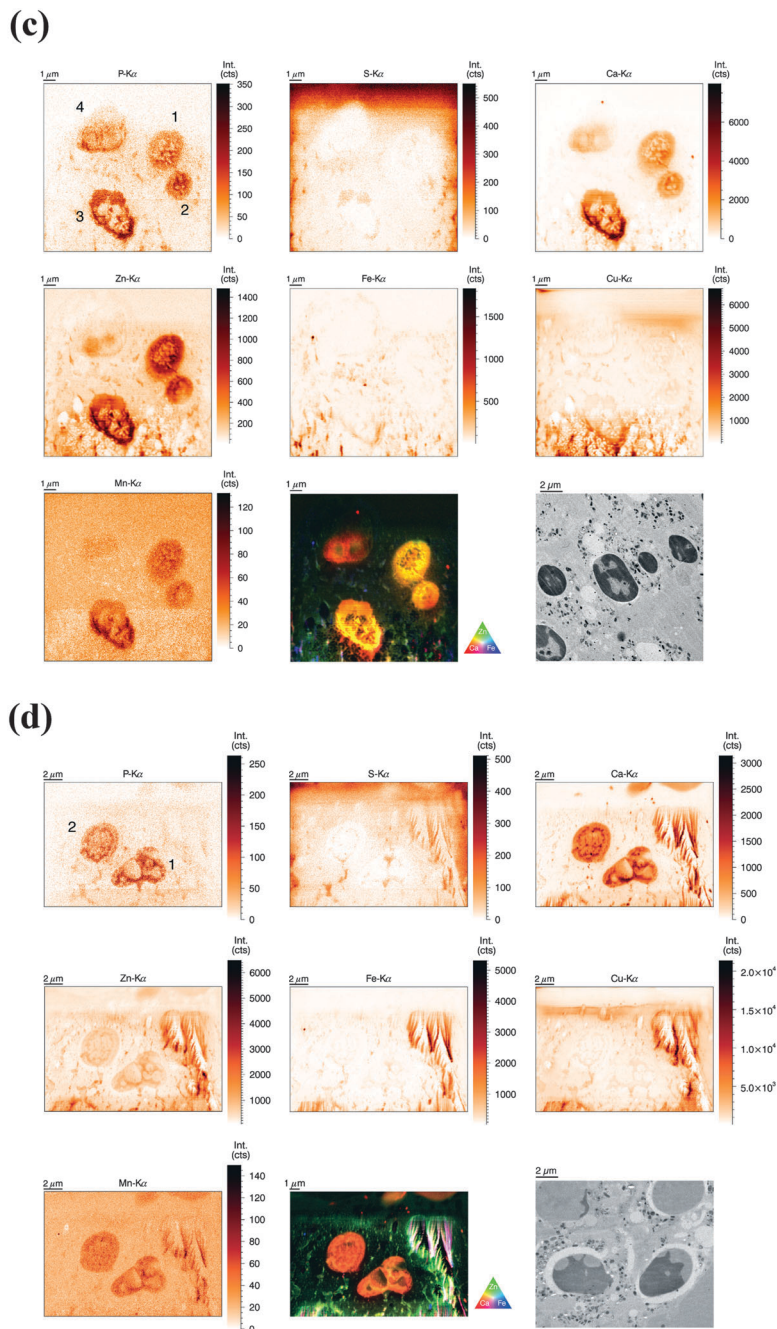 (c)
1 µm
P-Kα
Int.
(cts)
350
300
250
200
150
100
50
0
4
1
2
3
1 µm
S-Kα
Int.
(cts)
500
400
300
200
100
0
1 µm
Ca-Kα
Int.
(cts)
6000
4000
2000
0
1 µm
Zn-Kα
Int.
(cts)
1400
1200
1000
800
600
400
200
1 µm
Fe-Kα
Int.
(cts)
1500
1000
500
1 µm
Cu-Kα
Int.
(cts)
6000
5000
4000
3000
2000
1000
1 µm
Mn-Kα
Int.
(cts)
120
100
80
60
40
20
0
1 µm
Zn
Ca
Fe
2 µm
(d)
2 µm
P-Kα
Int.
(cts)
250
200
150
100
50
0
2
1
2 µm
S-Kα
Int.
(cts)
500
400
300
200
100
0
2 µm
Ca-Kα
Int.
(cts)
3000
2500
2000
1500
1000
500
0
2 µm
Zn-Kα
Int.
(cts)
6000
5000
4000
3000
2000
1000
2 µm
Fe-Kα
Int.
(cts)
5000
4000
3000
2000
1000
2 µm
Cu-Kα
Int.
(cts)
2.0×10⁴
1.5×10⁴
1.0×10⁴
5.0×10³
2 µm
Mn-Kα
Int.
(cts)
140
120
100
80
60
40
20
0
1 µm
Zn
Ca
Fe
2 µm